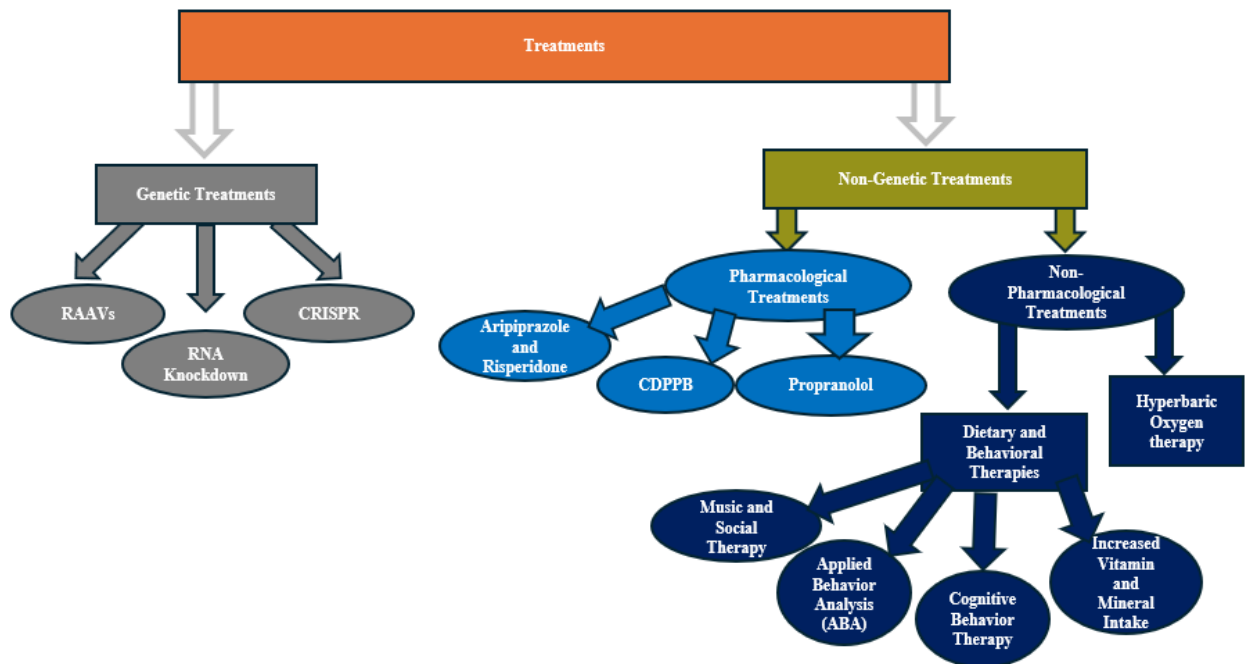 Treatments
Genetic Treatments
Non-Genetic Treatments
RAAVs
RNA
Knockdown
CRISPR
Pharmacological
Treatments
Non-
Pharmacological
Treatments
Aripiprazole
and
Risperidone
CDPPB
Propranolol
Dietary and
Behavioral
Therapies
Hyperbaric
Oxygen
therapy
Music and
Social
Therapy
Applied
Behavior
Analysis
(ABA)
Cognitive
Behavior
Therapy
Increased
Vitamin
and
Mineral
Intake